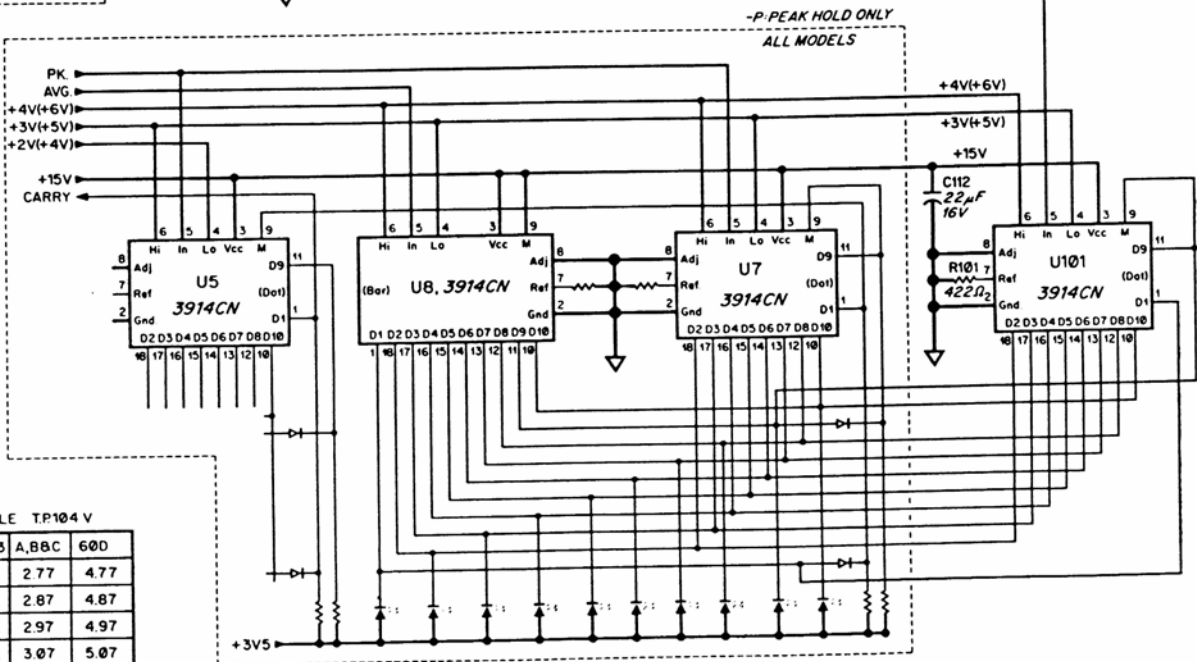 -P:PEAK HOLD ONLY
ALL MODELS
PK.
AVG.
+4V(+6V)
+3V(+5V)
+2V(+4V)
+15V
CARRY
+4V(+6V)
+3V(+5V)
+15V
C112
22µF
16V
6 5 4 3 9
Hi In Lo Vcc M
8 Adj
7 Ref
2 Gnd
U5
3914CN
D9 11
(Dot)
D1 1
D2 D3 D4 D5 D6 D7 D8 D10
18 17 16 15 14 13 12 10
6 5 4 3 9
Hi In Lo Vcc M
(Bar)
U8, 3914CN
Adj 8
Ref 7
Gnd 2
D1 D2 D3 D4 D5 D6 D7 D8 D9 D10
1 18 17 16 15 14 13 12 11 10
6 5 4 3 9
Hi In Lo Vcc M
8 Adj
7 Ref
2 Gnd
U7
3914CN
D9 11
(Dot)
D1 1
D2 D3 D4 D5 D6 D7 D8 D10
18 17 16 15 14 13 12 10
6 5 4 3 9
Hi In Lo Vcc M
8 Adj
R101 7 Ref
422Ω 2 Gnd
U101
3914CN
D9 11
(Dot)
D1 1
D2 D3 D4 D5 D6 D7 D8 D10
18 17 16 15 14 13 12 10
+3V5
LE T.P.104 V
A,B&C 60D
2.77 4.77
2.87 4.87
2.97 4.97
3.07 5.07